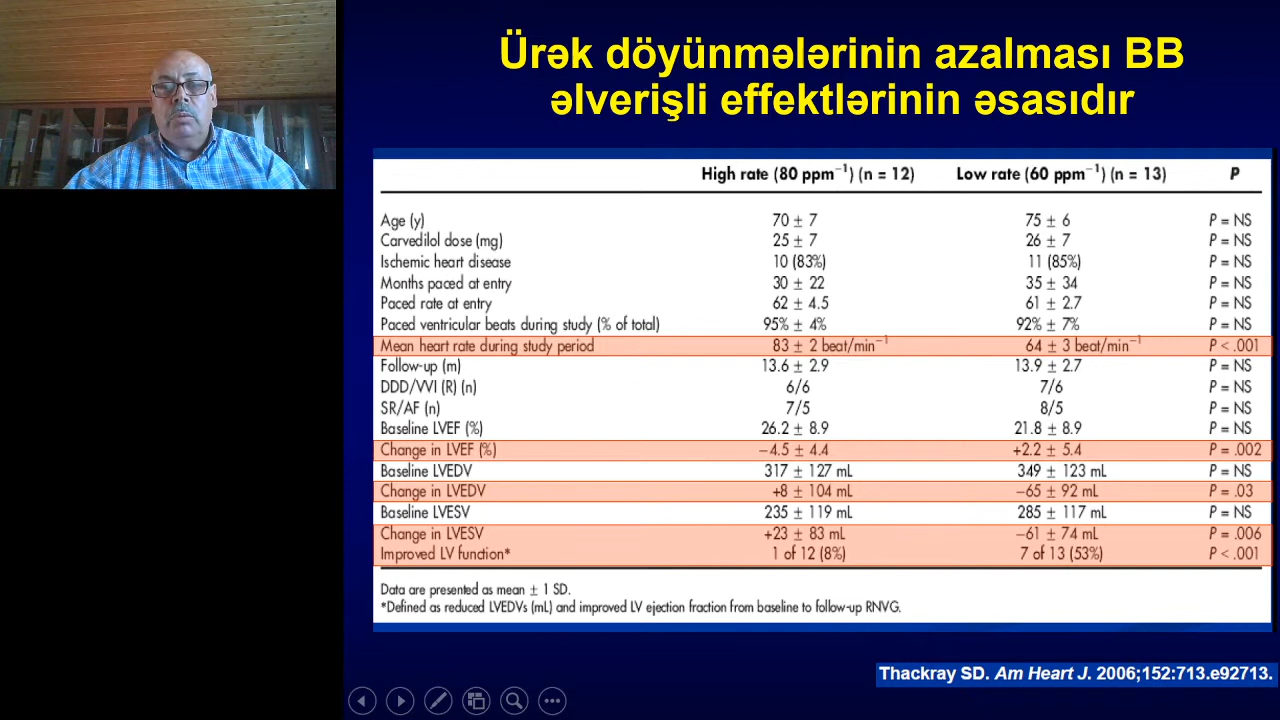 Ürək döyünmələrinin azalması BB
əlverişli effektlərinin əsasıdır
High rate (80 ppm⁻¹) (n = 12) Low rate (60 ppm⁻¹) (n = 13) P
Age (y) 70 ± 7 75 ± 6 P = NS
Carvedilol dose (mg) 25 ± 7 26 ± 7 P = NS
Ischemic heart disease 10 (83%) 11 (85%) P = NS
Months paced at entry 30 ± 22 35 ± 34 P = NS
Paced rate at entry 62 ± 4.5 61 ± 2.7 P = NS
Paced ventricular beats during study (% of total) 95% ± 4% 92% ± 7% P = NS
Mean heart rate during study period 83 ± 2 beat/min⁻¹ 64 ± 3 beat/min⁻¹ P < .001
Follow-up (m) 13.6 ± 2.9 13.9 ± 2.7 P = NS
DDD/VVI (R) (n) 6/6 7/6 P = NS
SR/AF (n) 7/5 8/5 P = NS
Baseline LVEF (%) 26.2 ± 8.9 21.8 ± 8.9 P = NS
Change in LVEF (%) −4.5 ± 4.4 +2.2 ± 5.4 P = .002
Baseline LVEDV 317 ± 127 mL 349 ± 123 mL P = NS
Change in LVEDV +8 ± 104 mL −65 ± 92 mL P = .03
Baseline LVESV 235 ± 119 mL 285 ± 117 mL P = NS
Change in LVESV +23 ± 83 mL −61 ± 74 mL P = .006
Improved LV function* 1 of 12 (8%) 7 of 13 (53%) P < .001
Data are presented as mean ± 1 SD.
*Defined as reduced LVEDVs (mL) and improved LV ejection fraction from baseline to follow-up RNVG.
Thackray SD. Am Heart J. 2006;152:713.e92713.